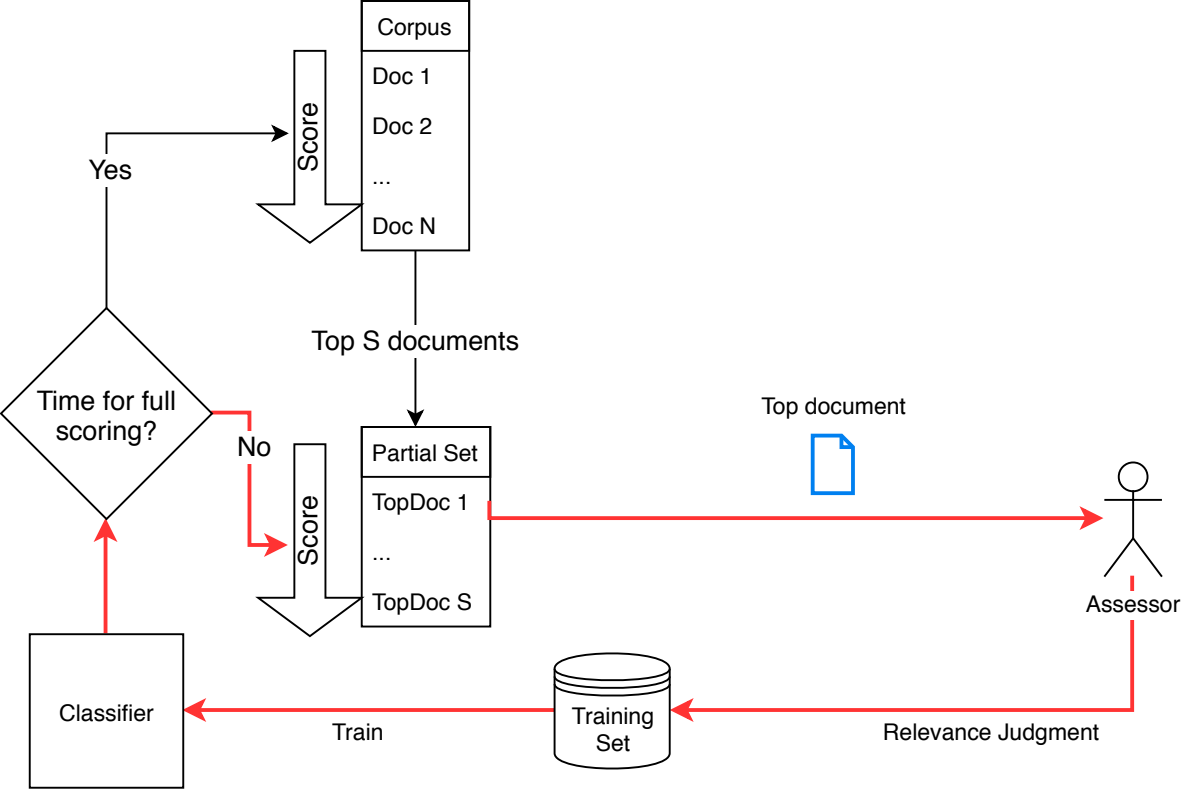 Corpus
Doc 1
Doc 2
...
Doc N
Score
Yes
Top S documents
Time for full
scoring?
No
Score
Partial Set
TopDoc 1
...
TopDoc S
Top document
Assessor
Classifier
Train
Training
Set
Relevance Judgment